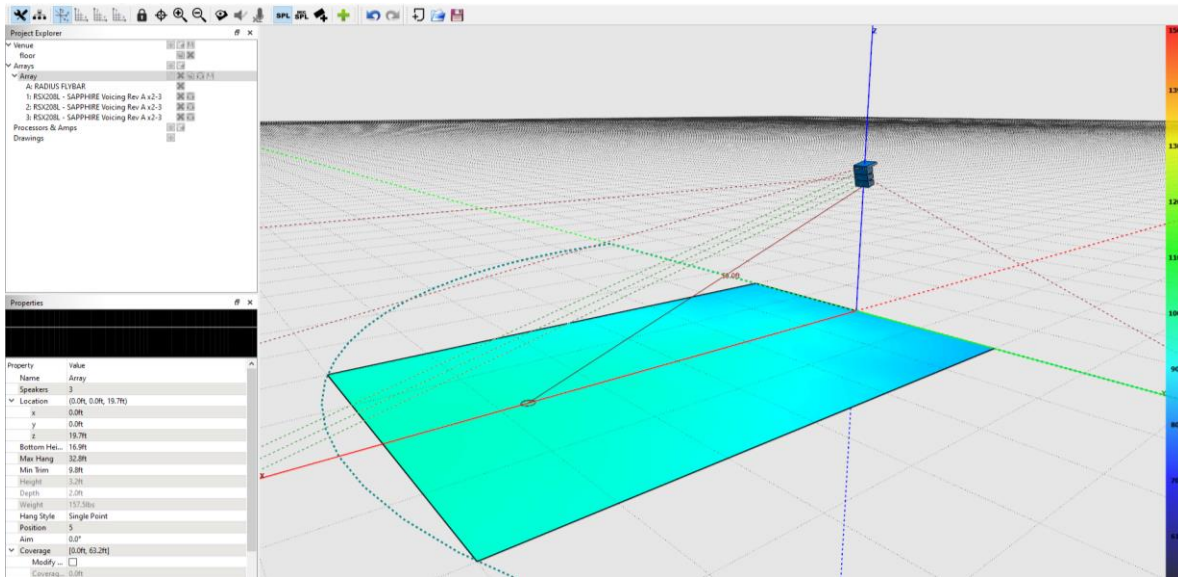 SPL
SPL
Project Explorer
Venue
floor
Arrays
Array
A: RADIUS FLYBAR
1: RSX208L - SAPPHIRE Voicing Rev A x2-3
2: RSX208L - SAPPHIRE Voicing Rev A x2-3
3: RSX208L - SAPPHIRE Voicing Rev A x2-3
Processors & Amps
Drawings
Properties
Property Value
Name Array
Speakers 3
Location (0.0ft, 0.0ft, 19.7ft)
x 0.0ft
y 0.0ft
z 19.7ft
Bottom Hei... 16.9ft
Max Hang 32.8ft
Min Trim 9.8ft
Height 3.2ft
Depth 2.0ft
Weight 157.5lbs
Hang Style Single Point
Position 5
Aim 0.0°
Coverage [0.0ft, 63.2ft]
Modify ...
Coverag... 0.0ft
z
x